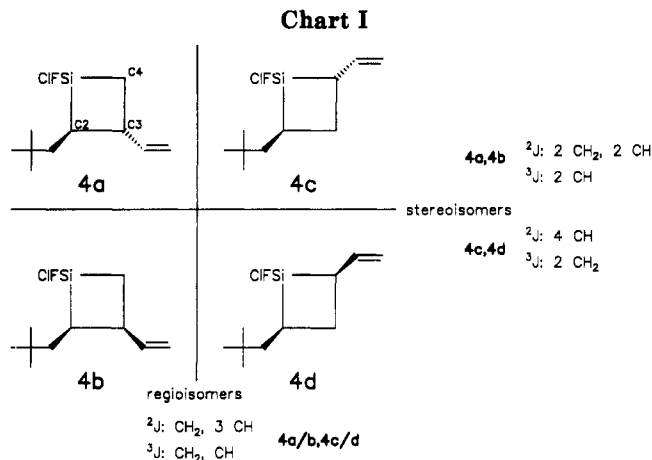 Chart I
ClFSi
C4
C2
C3
4a
ClFSi
4c
4a,4b
²J: 2 CH₂, 2 CH
³J: 2 CH
stereoisomers
4c,4d
²J: 4 CH
³J: 2 CH₂
ClFSi
4b
ClFSi
4d
regioisomers
²J: CH₂, 3 CH
³J: CH₂, CH
4a/b,4c/d